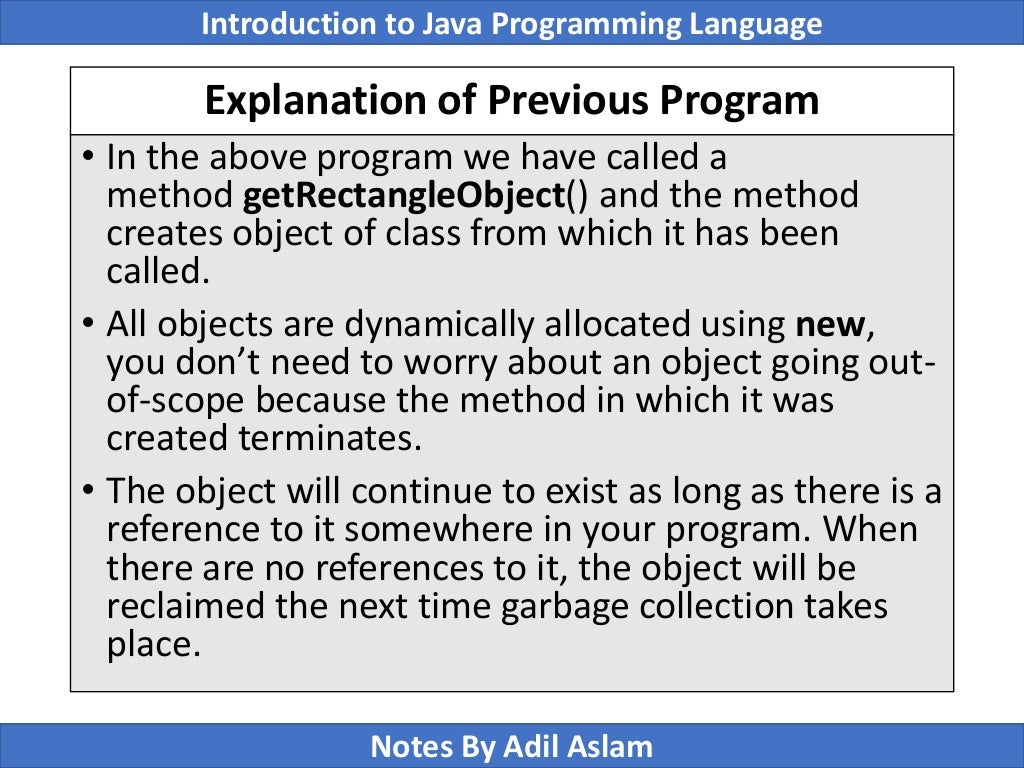 Introduction to Java Programming Language
Explanation of Previous Program
• In the above program we have called a
method getRectangleObject() and the method
creates object of class from which it has been
called.
• All objects are dynamically allocated using new,
you don’t need to worry about an object going out-
of-scope because the method in which it was
created terminates.
• The object will continue to exist as long as there is a
reference to it somewhere in your program. When
there are no references to it, the object will be
reclaimed the next time garbage collection takes
place.
Notes By Adil Aslam